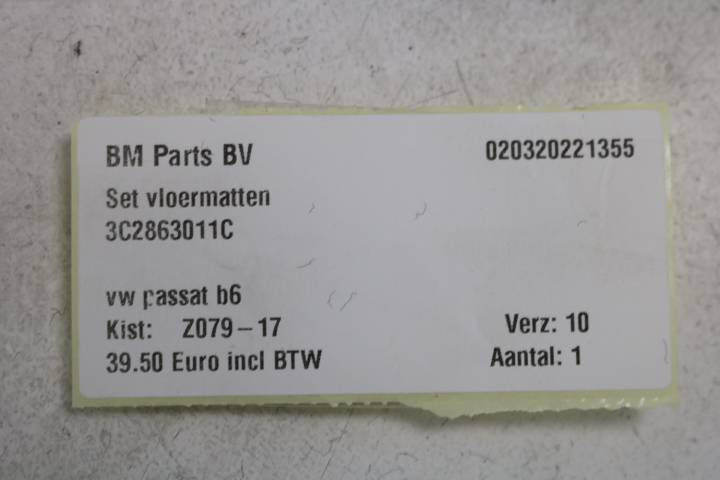 BM Parts BV 020320221355
Set vloermatten
3C2863011C
vw passat b6
Kist: Z079-17 Verz: 10
39.50 Euro incl BTW Aantal: 1